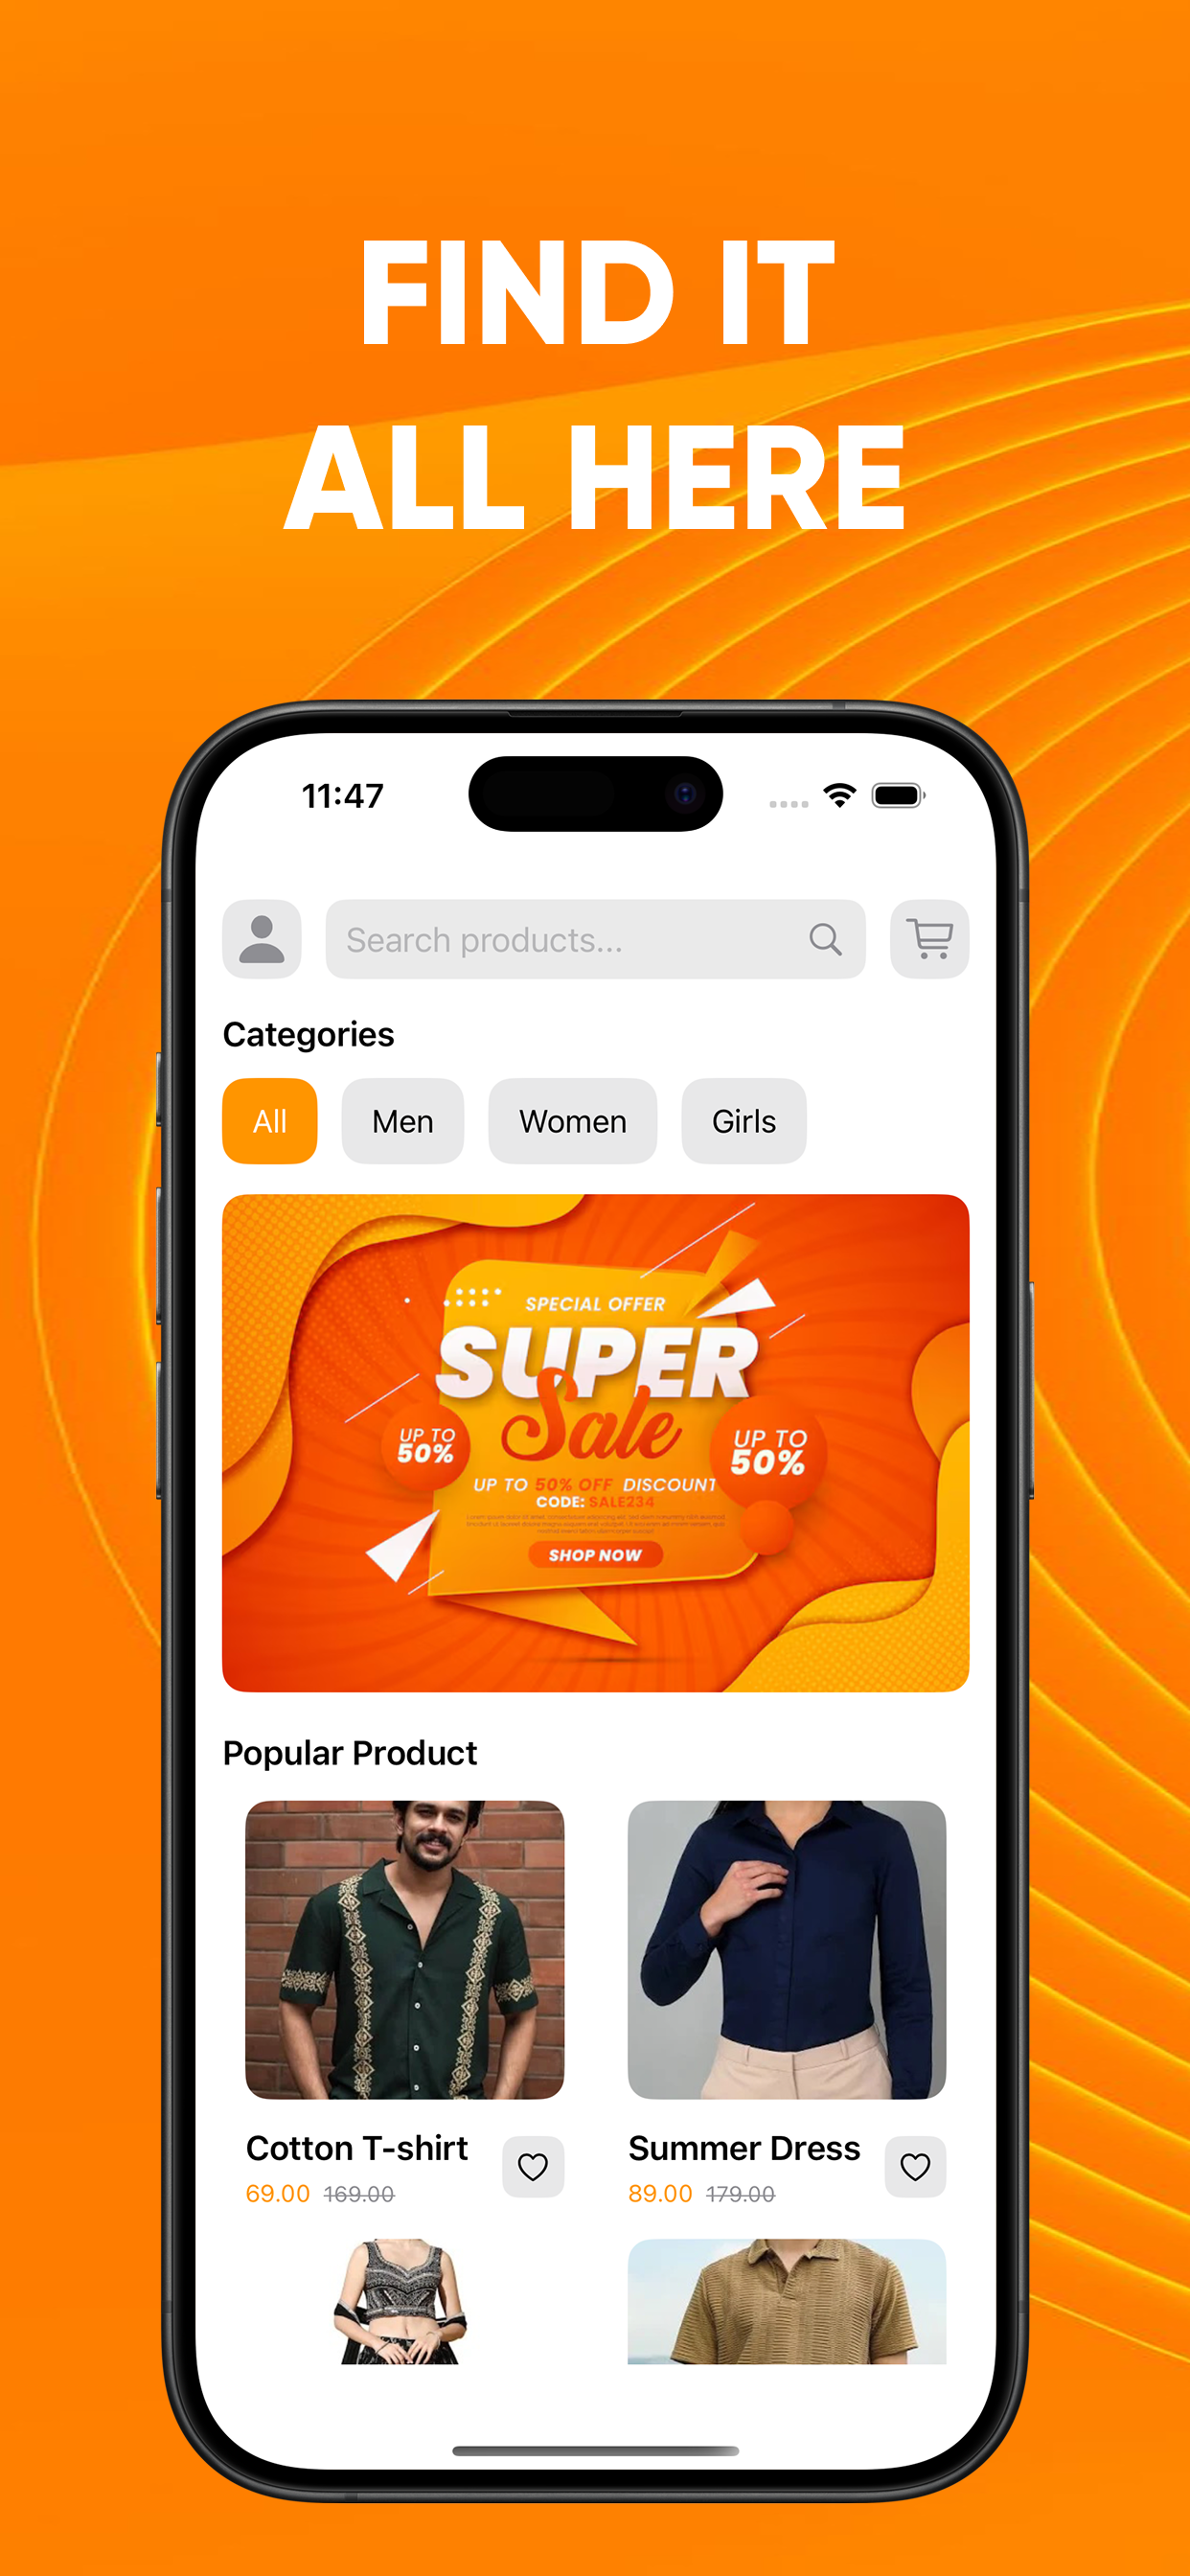 FIND IT
ALL HERE
11:47
Search products...
Categories
All
Men
Women
Girls
SPECIAL OFFER
SUPER
Sale
UP TO
50%
UP TO
50%
UP TO 50% OFF DISCOUNT
CODE: SALE234
SHOP NOW
Popular Product
Cotton T-shirt
69.00 169.00
Summer Dress
89.00 179.00